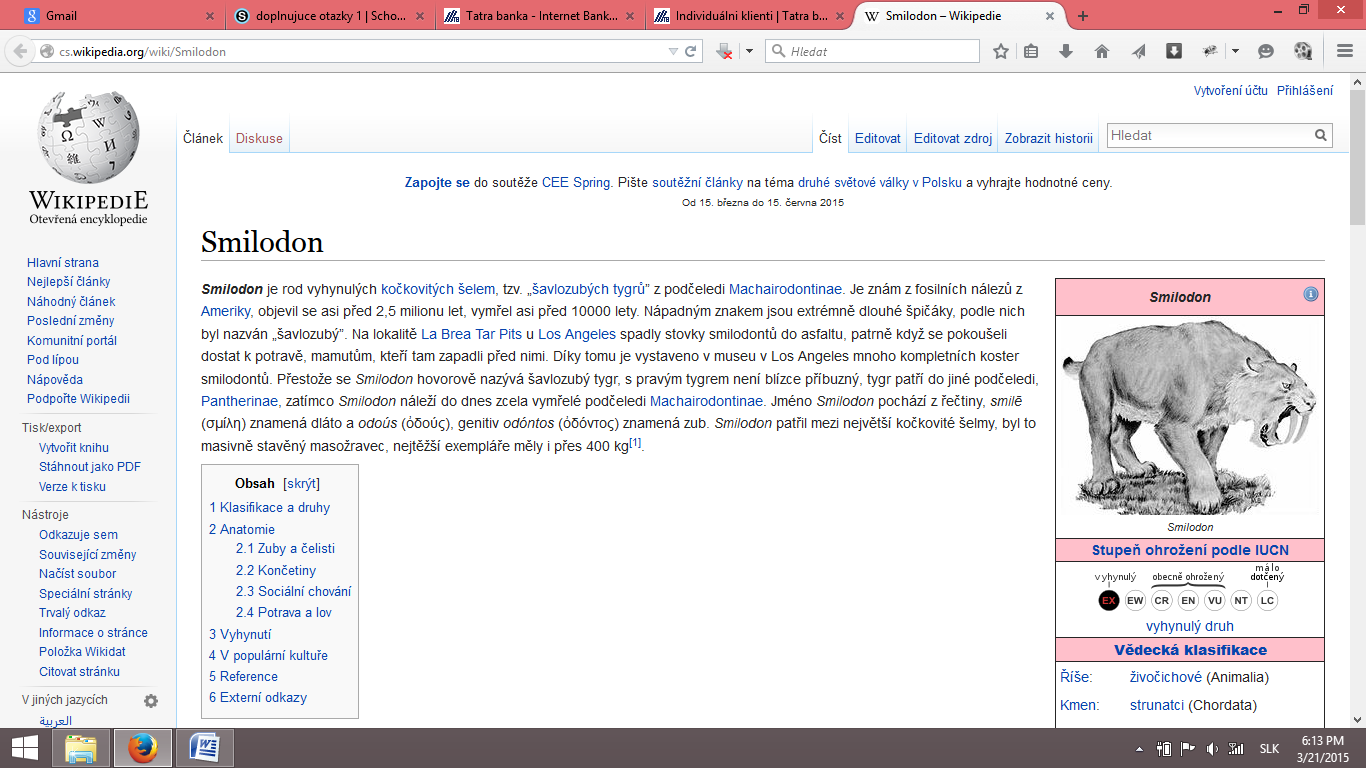 Gmail
doplnujuce otazky 1 | Scho...
Tatra banka - Internet Bank...
Individuálni klienti | Tatra b...
Smilodon – Wikipedie
cs.wikipedia.org/wiki/Smilodon
Hledat
Vytvoření účtu Přihlášení
WIKIPEDIE
Otevřená encyklopedie
Článek Diskuse
Číst Editovat Editovat zdroj Zobrazit historii
Hledat
Zapojte se do soutěže CEE Spring. Pište soutěžní články na téma druhé světové války v Polsku a vyhrajte hodnotné ceny.
Od 15. března do 15. června 2015
Hlavní strana
Nejlepší články
Náhodný článek
Poslední změny
Komunitní portál
Pod lípou
Nápověda
Podpořte Wikipedii
Tisk/export
Vytvořit knihu
Stáhnout jako PDF
Verze k tisku
Nástroje
Odkazuje sem
Související změny
Načíst soubor
Speciální stránky
Trvalý odkaz
Informace o stránce
Položka Wikidat
Citovat stránku
V jiných jazycích
العربية
Smilodon
Smilodon je rod vyhynulých kočkovitých šelem, tzv. „šavlozubých tygrů” z podčeledi Machairodontinae. Je znám z fosilních nálezů z
Ameriky, objevil se asi před 2,5 milionu let, vymřel asi před 10000 lety. Nápadným znakem jsou extrémně dlouhé špičáky, podle nich
byl nazván „šavlozubý”. Na lokalitě La Brea Tar Pits u Los Angeles spadly stovky smilodontů do asfaltu, patrně když se pokoušeli
dostat k potravě, mamutům, kteří tam zapadli před nimi. Díky tomu je vystaveno v museu v Los Angeles mnoho kompletních koster
smilodontů. Přestože se Smilodon hovorově nazývá šavlozubý tygr, s pravým tygrem není blízce příbuzný, tygr patří do jiné podčeledi,
Pantherinae, zatímco Smilodon náleží do dnes zcela vymřelé podčeledi Machairodontinae. Jméno Smilodon pochází z řečtiny, smilē
(σμίλη) znamená dláto a odoús (ὀδούς), genitiv odóntos (ὀδόντος) znamená zub. Smilodon patřil mezi největší kočkovité šelmy, byl to
masivně stavěný masožravec, nejtěžší exempláře měly i přes 400 kg[1].
Obsah [skrýt]
1 Klasifikace a druhy
2 Anatomie
2.1 Zuby a čelisti
2.2 Končetiny
2.3 Sociální chování
2.4 Potrava a lov
3 Vyhynutí
4 V populární kultuře
5 Reference
6 Externí odkazy
Smilodon
Smilodon
Stupeň ohrožení podle IUCN
vyhynulý obecně ohrožený málo dotčený
EX EW CR EN VU NT LC
vyhynulý druh
Vědecká klasifikace
Říše: živočichové (Animalia)
Kmen: strunatci (Chordata)
SLK
6:13 PM
3/21/2015